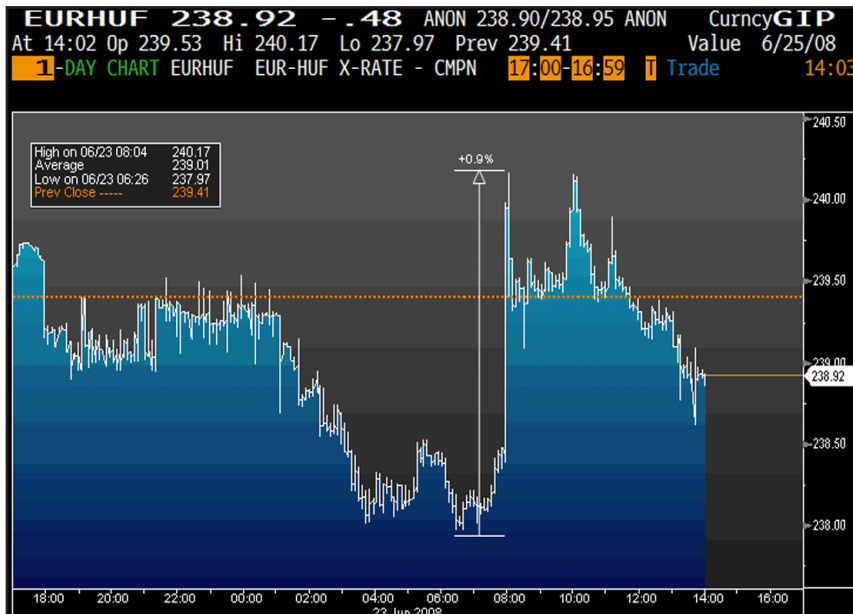 EURHUF 238.92 -.48 ANON 238.90/238.95 ANON CurncyGIP
At 14:02 Op 239.53 Hi 240.17 Lo 237.97 Prev 239.41 Value 6/25/08
1-DAY CHART EURHUF EUR-HUF X-RATE - CMPN 17:00-16:59 T Trade 14:03
240.50
High on 06/23 08:04 240.17
Average 239.01
Low on 06/23 06:26 237.97
Prev Close ----- 239.41
+0.9%
240.00
239.50
239.00
238.92
238.50
238.00
18:00 20:00 22:00 00:00 02:00 04:00 06:00 08:00 10:00 12:00 14:00 16:00
23 Jun 2008